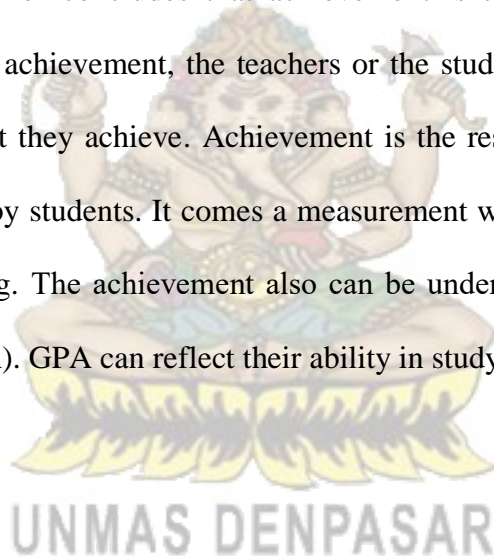 achievement, the teachers or the stud
they achieve. Achievement is the res
by students. It comes a measurement w
g. The achievement also can be under
). GPA can reflect their ability in study
UNMAS DENPASAR